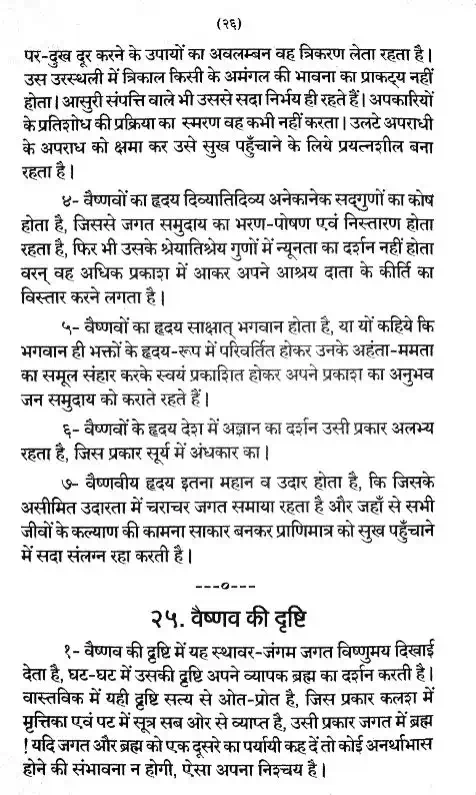 (२६)
पर-दुख दूर करने के उपायों का अवलम्बन वह त्रिकरण लेता रहता है।
उस उरस्थली में त्रिकाल किसी के अमंगल की भावना का प्राकट्य नहीं
होता। आसुरी संपत्ति वाले भी उससे सदा निर्भय ही रहते हैं। अपकारियों
के प्रतिशोध की प्रक्रिया का स्मरण वह कभी नहीं करता। उलटे अपराधी
के अपराध को क्षमा कर उसे सुख पहुँचाने के लिये प्रयत्नशील बना
रहता है।
४- वैष्णवों का हृदय दिव्यातिदिव्य अनेकानेक सद्‌गुणों का कोष
होता है, जिससे जगत समुदाय का भरण-पोषण एवं निस्तारण होता
रहता है, फिर भी उसके श्रेयातिश्रेय गुणों में न्यूनता का दर्शन नहीं होता
वरन् वह अधिक प्रकाश में आकर अपने आश्रय दाता के कीर्ति का
विस्तार करने लगता है।
५- वैष्णवों का हृदय साक्षात् भगवान होता है, या यों कहिये कि
भगवान ही भक्तों के हृदय-रूप में परिवर्तित होकर उनके अहंता-ममता
का समूल संहार करके स्वयं प्रकाशित होकर अपने प्रकाश का अनुभव
जन समुदाय को कराते रहते हैं।
६- वैष्णवों के हृदय देश में अज्ञान का दर्शन उसी प्रकार अलभ्य
रहता है, जिस प्रकार सूर्य में अंधकार का।
७- वैष्णवीय हृदय इतना महान व उदार होता है, कि जिसके
असीमित उदारता में चराचर जगत समाया रहता है और जहाँ से सभी
जीवों के कल्याण की कामना साकार बनकर प्राणिमात्र को सुख पहुँचाने
में सदा संलग्न रहा करती है।
---०---
२५. वैष्णव की दृष्टि
१- वैष्णव की दृष्टि में यह स्थावर-जंगम जगत विष्णुमय दिखाई
देता है, घट-घट में उसकी दृष्टि अपने व्यापक ब्रह्म का दर्शन करती है।
वास्तविक में यही दृष्टि सत्य से ओत-प्रोत है, जिस प्रकार कलश में
मृत्तिका एवं पट में सूत्र सब ओर से व्याप्त है, उसी प्रकार जगत में ब्रह्म
! यदि जगत और ब्रह्म को एक दूसरे का पर्यायी कह दें तो कोई अनर्थाभास
होने की संभावना न होगी, ऐसा अपना निश्चय है।